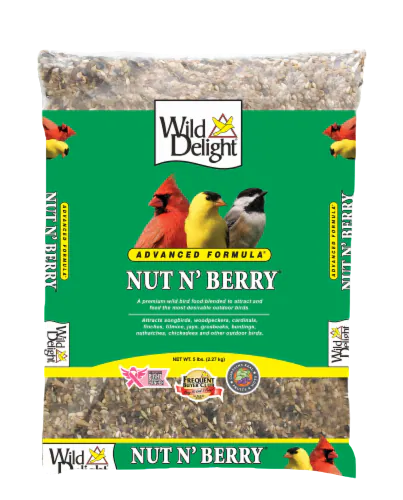 Wild
Delight
ADVANCED FORMULA®
NUT N' BERRY
A premium wild bird food blended to attract and
feed the most desirable outdoor birds.
Attracts songbirds, woodpeckers, cardinals,
finches, titmice, jays, grosbeaks, buntings,
nuthatches, chickadees and other outdoor birds.
NET WT. 5 lbs. (2.27 kg)
FREQUENT
BUYER CLUB
NUT N' BERRY
ADVANCED FORMULA®
Wild
Delight
NUT N' BERRY
ADVANCED FORMULA®
Wild
Delight
Wild
Delight
NUT N' BERRY